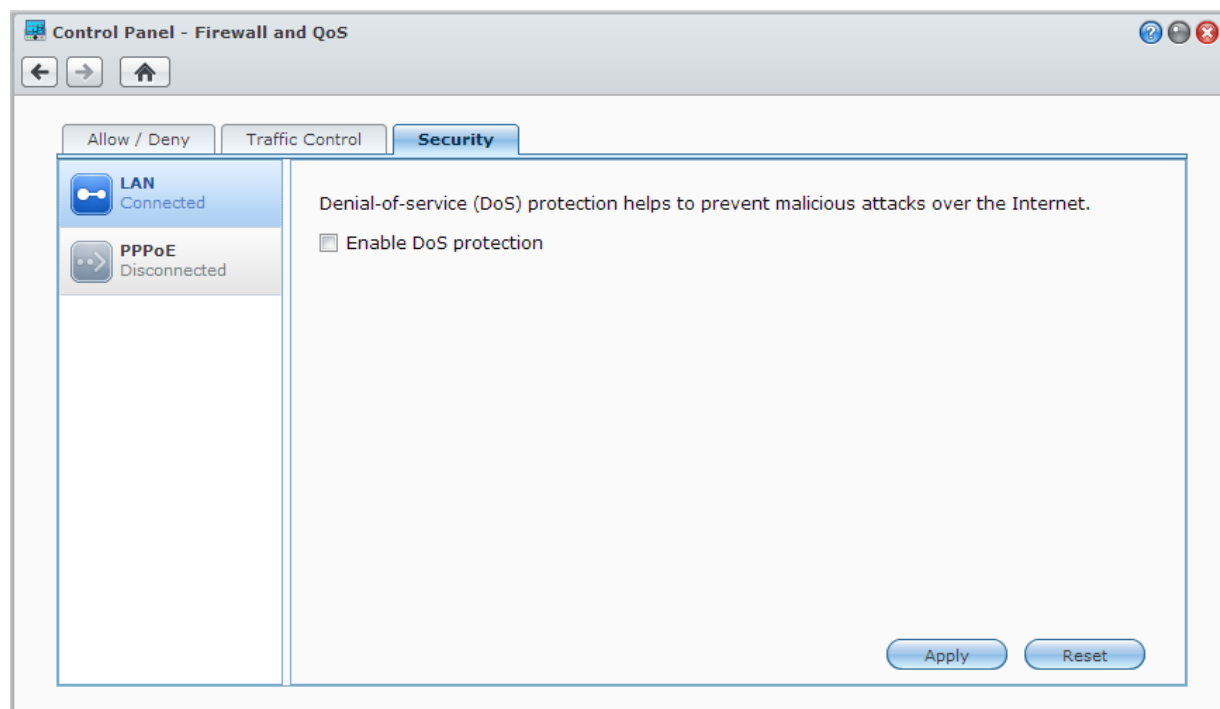 Control Panel - Firewall and QoS
Allow / Deny
Traffic Control
Security
LAN
Connected
PPPoE
Disconnected
Denial-of-service (DoS) protection helps to prevent malicious attacks over the Internet.
Enable DoS protection
Apply
Reset